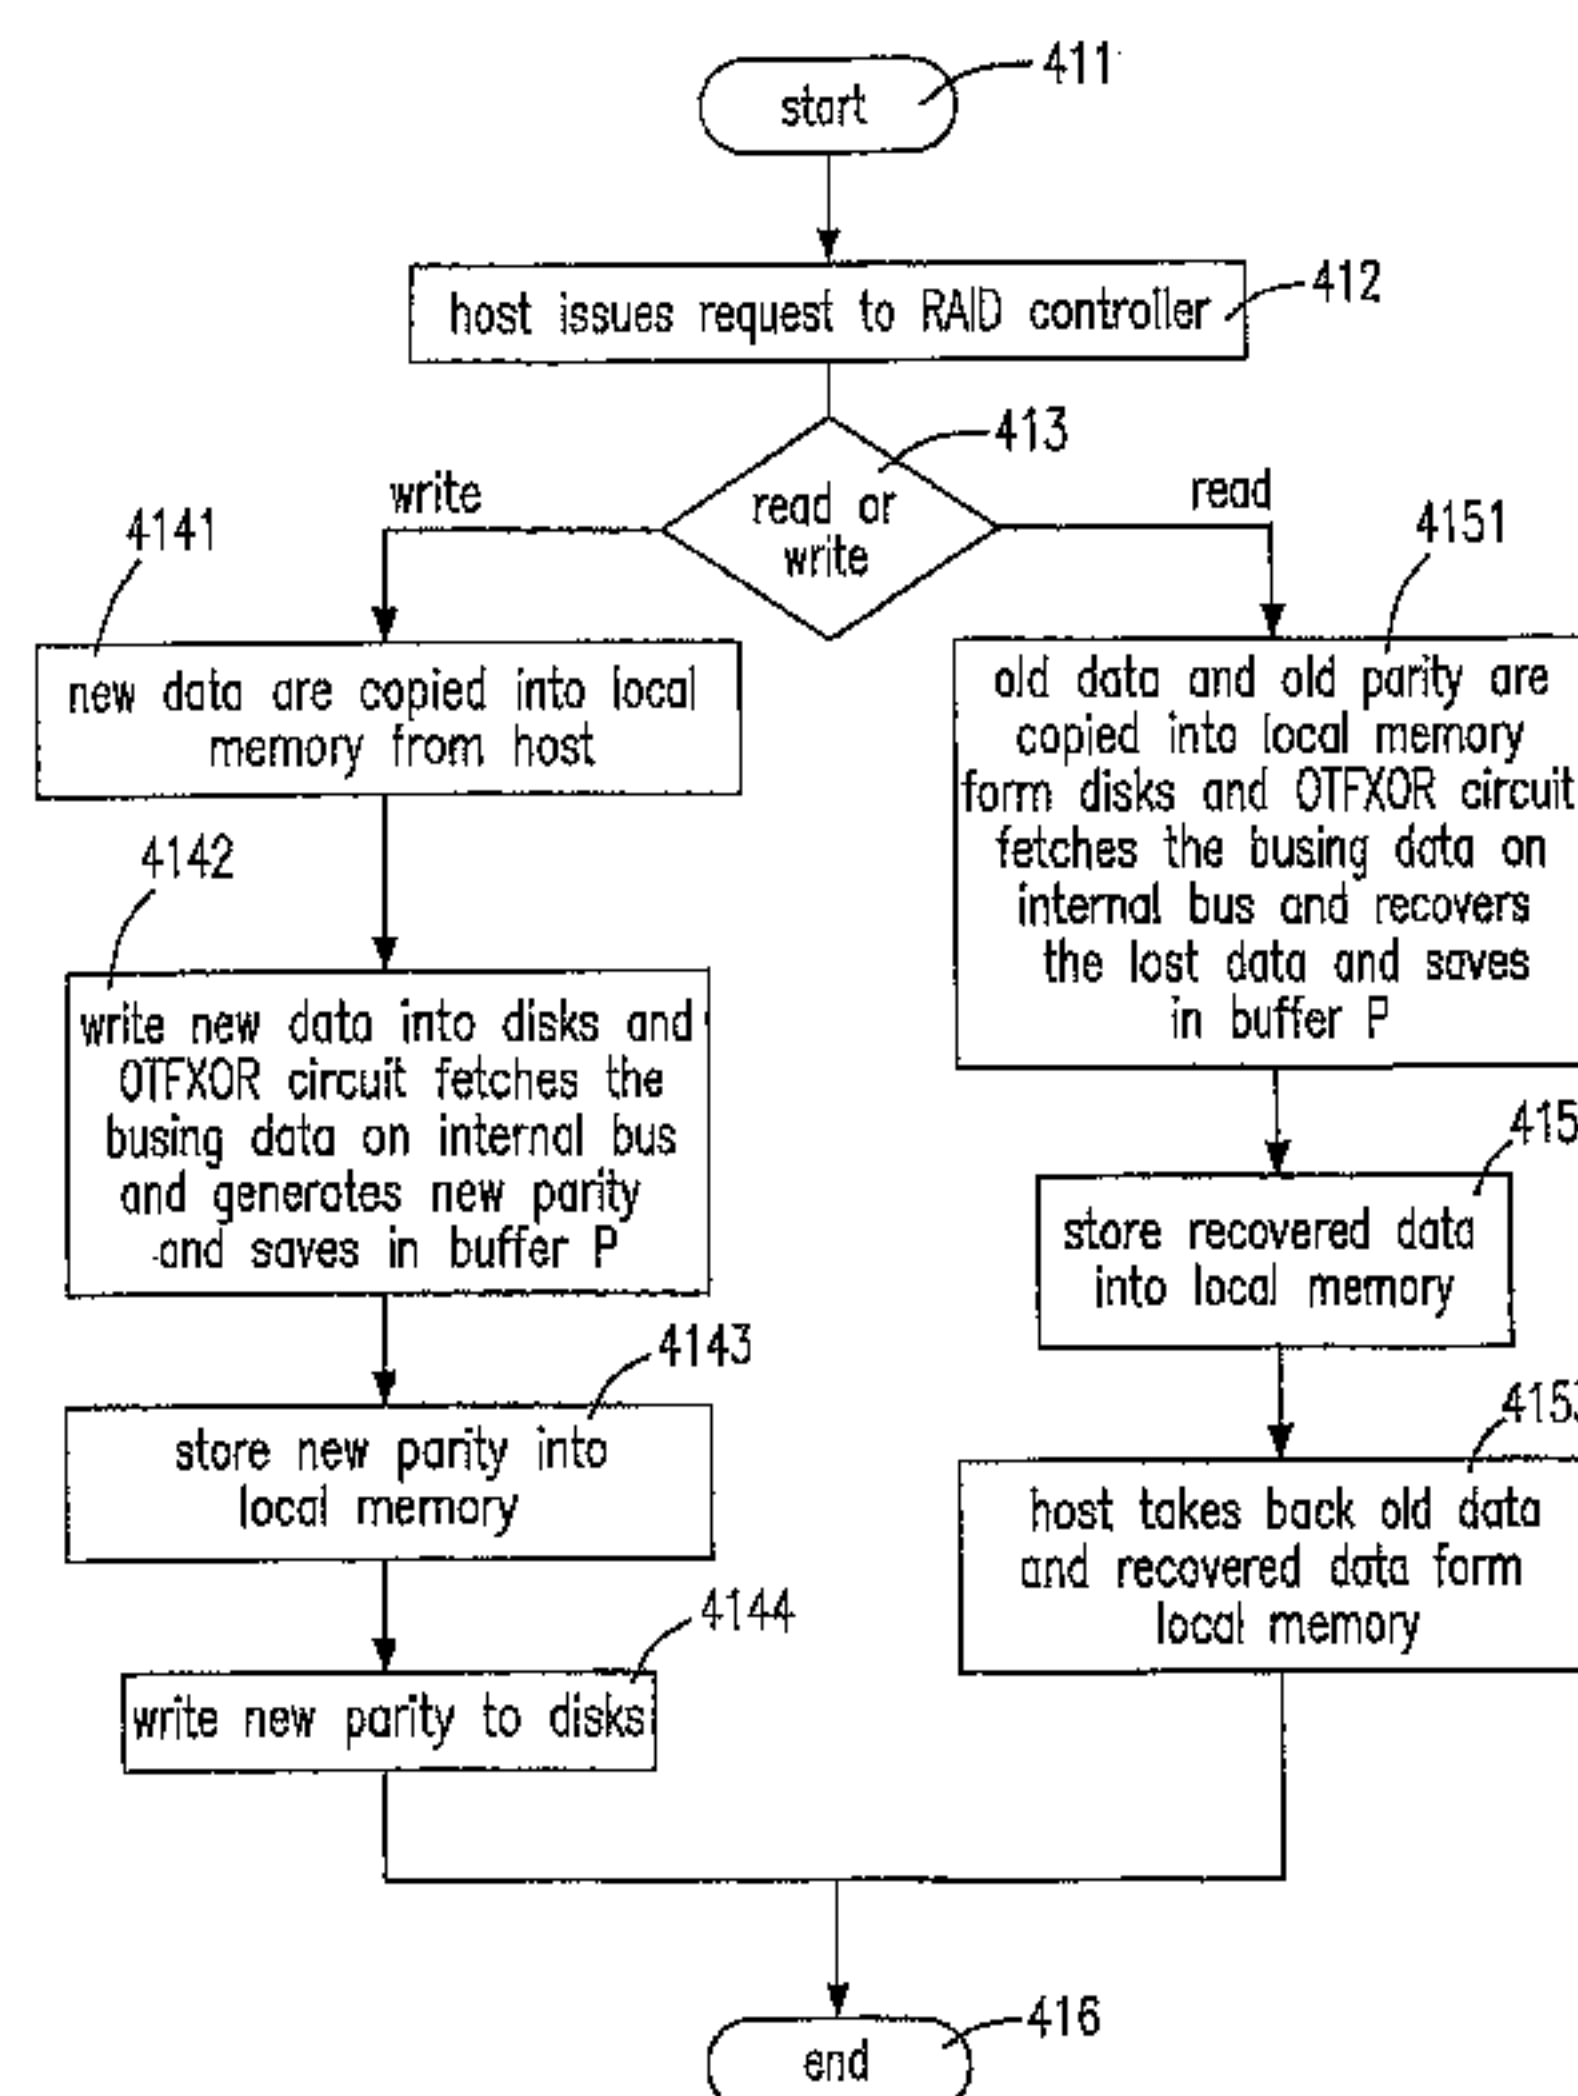 411
start
412
host issues request to RAID controller
413
read or
write
write
read
4141
new data are copied into local
memory from host
4142
write new data into disks and
OTFXOR circuit fetches the
busing data on internal bus
and generates new parity
and saves in buffer P
4143
store new parity into
local memory
4144
write new parity to disks
4151
old data and old parity are
copied into local memory
form disks and OTFXOR circuit
fetches the busing data on
internal bus and recovers
the lost data and saves
in buffer P
415
store recovered data
into local memory
4153
host takes back old data
and recovered data form
local memory
416
end